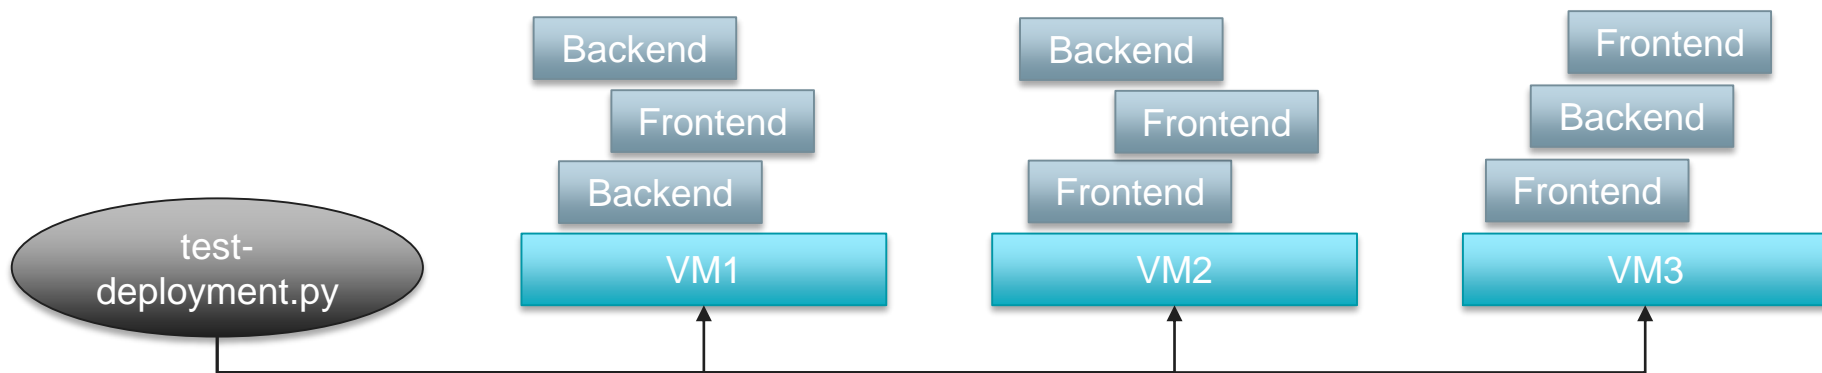 test-
deployment.py
Backend
Frontend
Backend
VM1
Backend
Frontend
Frontend
VM2
Frontend
Backend
Frontend
VM3